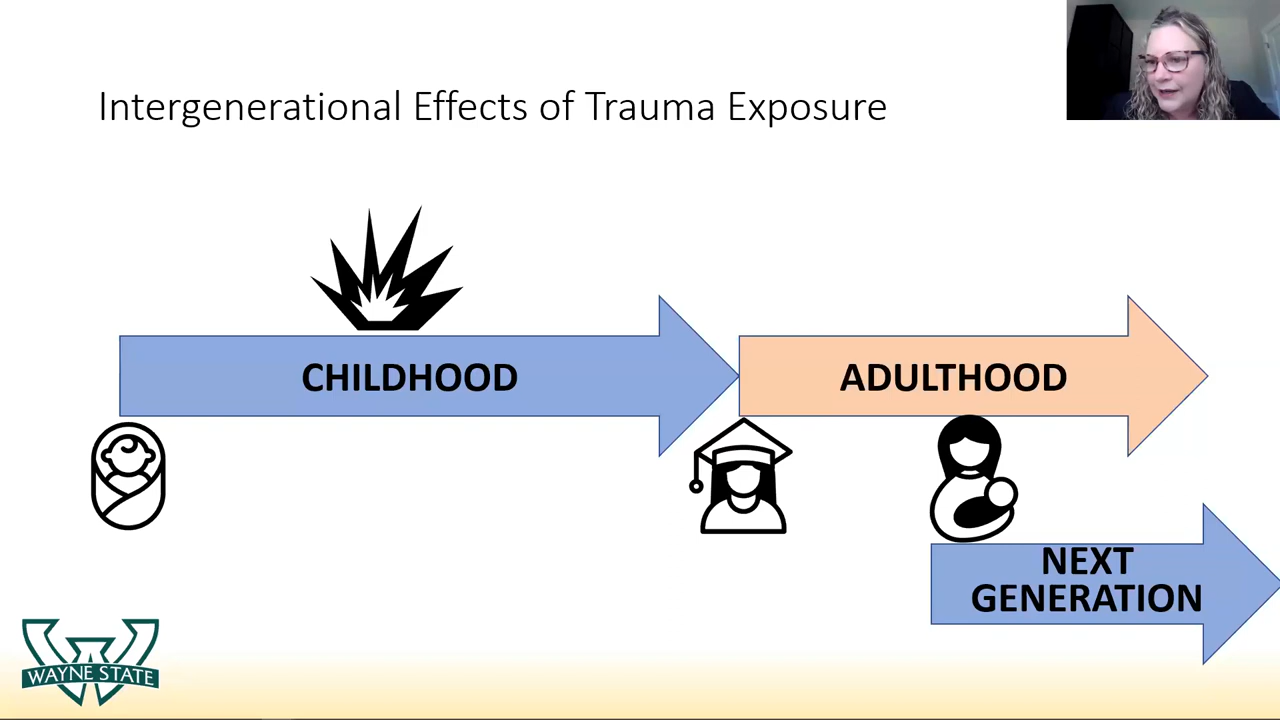 Intergenerational Effects of Trauma Exposure
CHILDHOOD
ADULTHOOD
NEXT
GENERATION
WAYNE STATE